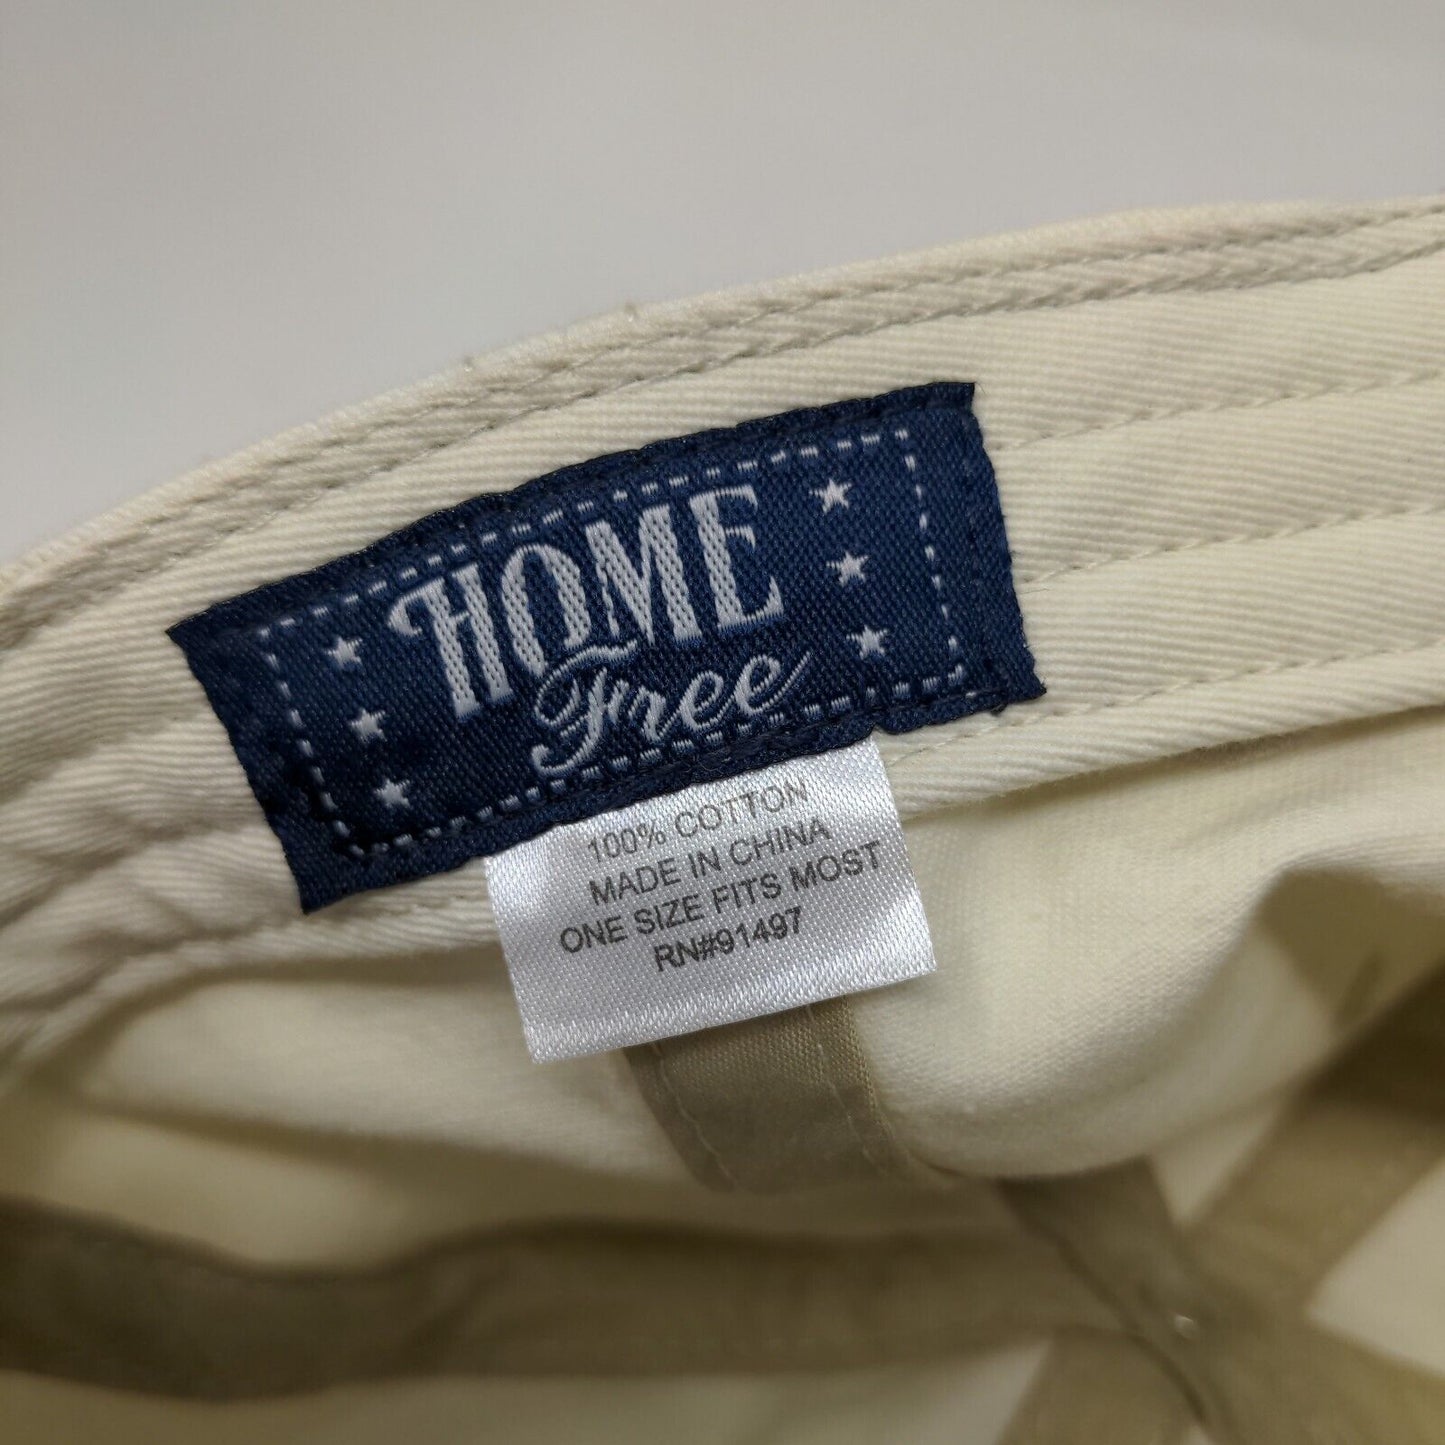 HOME
Free
100% COTTON
MADE IN CHINA
ONE SIZE FITS MOST
RN#91497